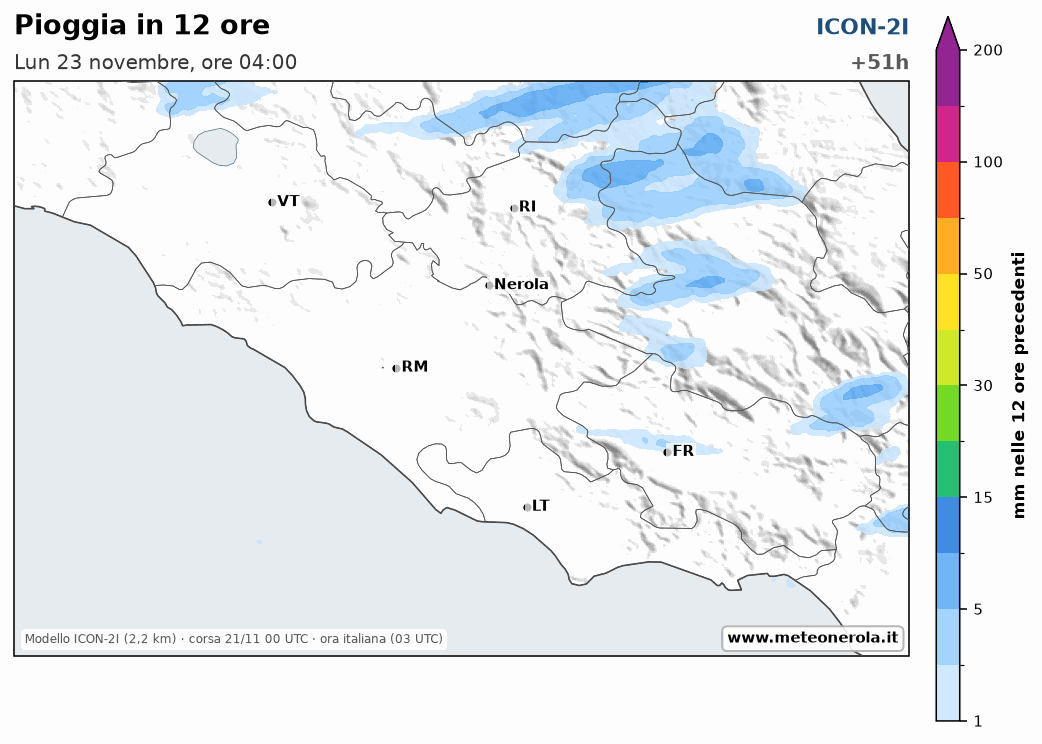 Pioggia in 12 ore
ICON-2I
Lun 23 novembre, ore 04:00
+51h
200
100
50
30
15
5
1
mm nelle 12 ore precedenti
VT
RI
Nerola
RM
FR
LT
Modello ICON-2I (2,2 km) · corsa 21/11 00 UTC · ora italiana (03 UTC)
www.meteonerola.it